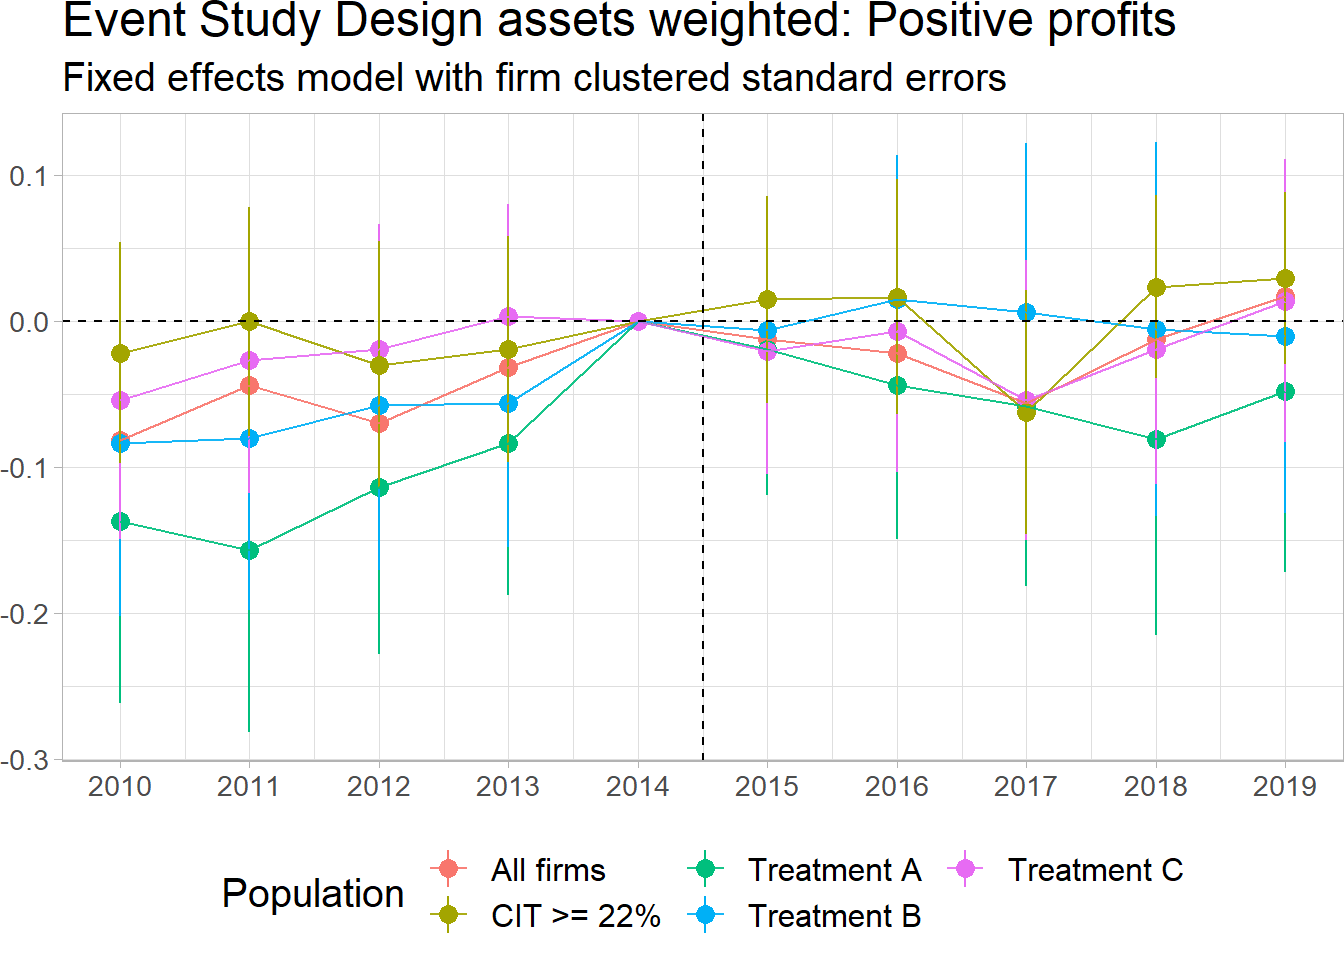 Event Study Design assets weighted: Positive profits
Fixed effects model with firm clustered standard errors
0.1
0.0
-0.1
-0.2
-0.3
2010 2011 2012 2013 2014 2015 2016 2017 2018 2019
Population
All firms Treatment A Treatment C
CIT >= 22% Treatment B